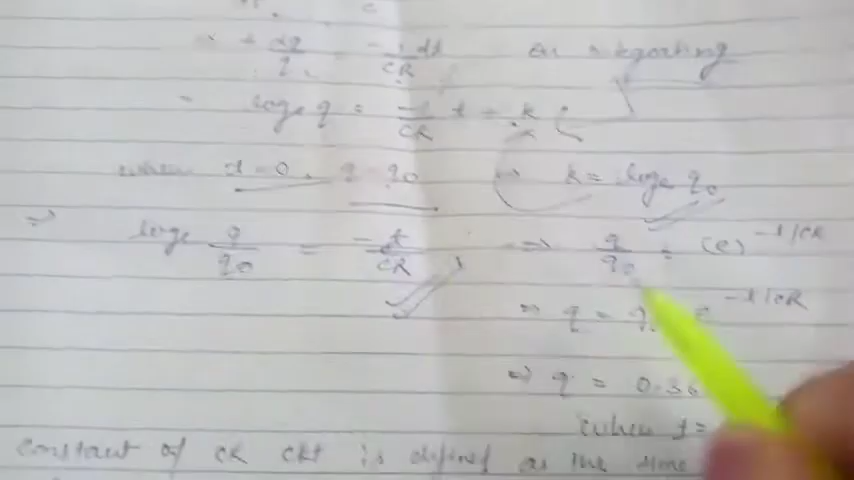 dq/q = -1/CR dt on integrating
loge q = -1/CR t + k
when t = 0, q = q0 ⇒ k = loge q0
⇒ loge q/q0 = -t/CR ⇒ q/q0 = (e)^-t/CR
⇒ q = q0 e^-t/CR
⇒ q = 0.36
when t =
constant of CR ckt is defined as the time